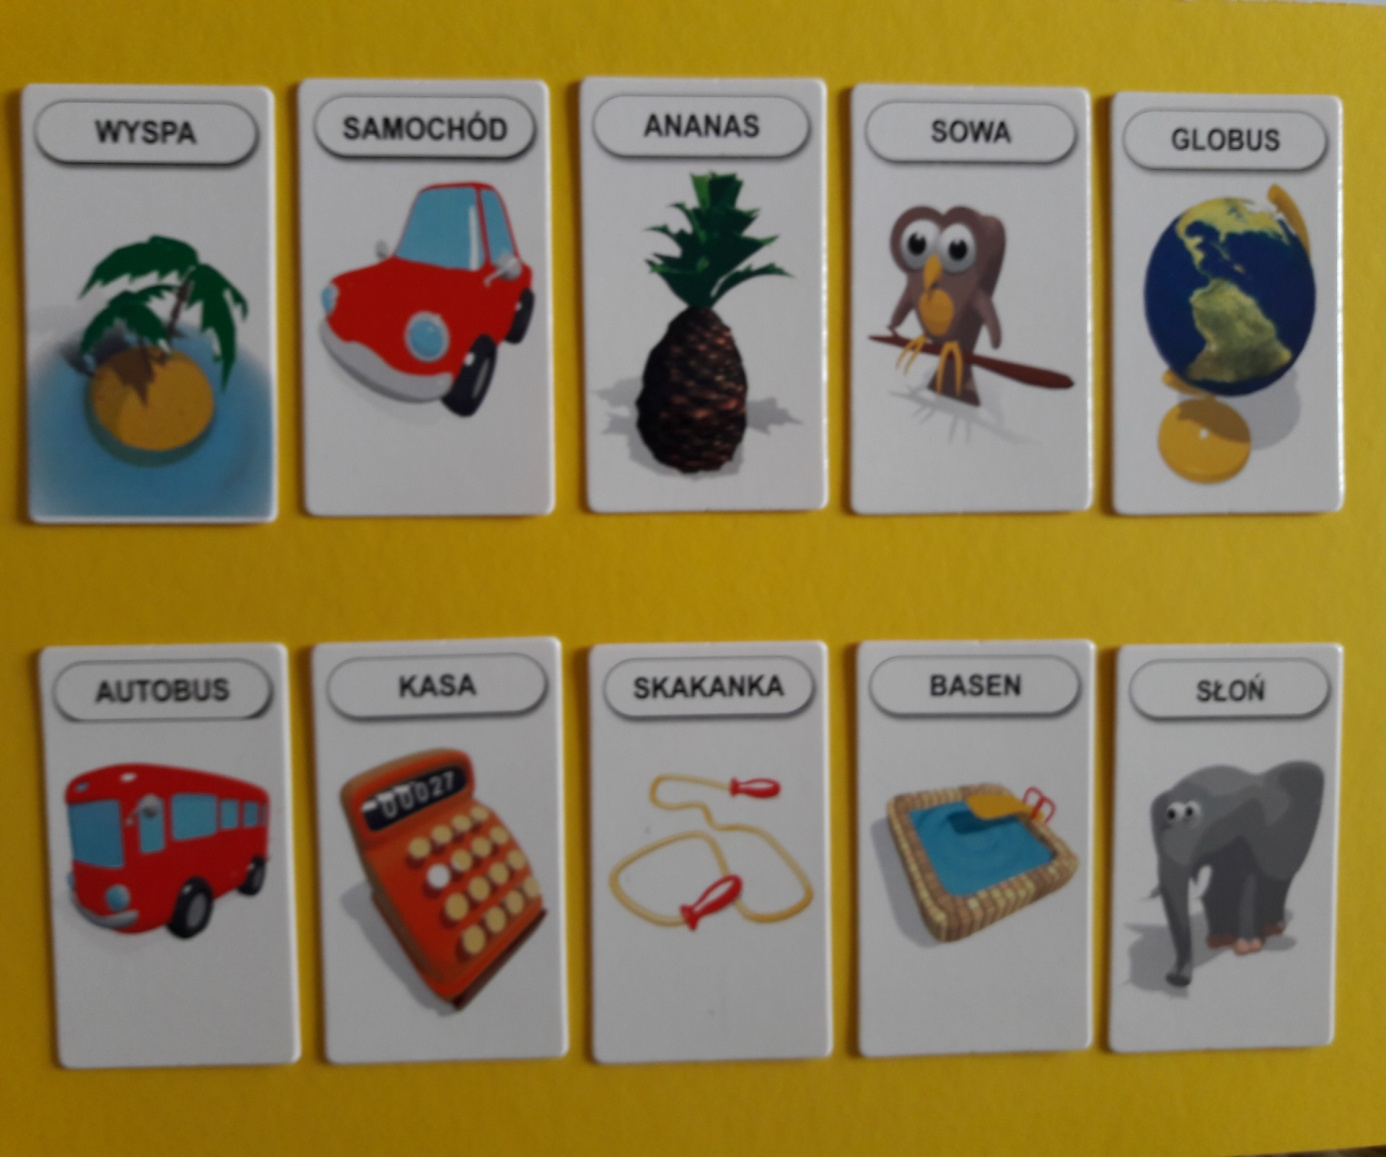 WYSPA
SAMOCHÓD
ANANAS
SOWA
GLOBUS
AUTOBUS
KASA
00027
SKAKANKA
BASEN
SŁOŃ